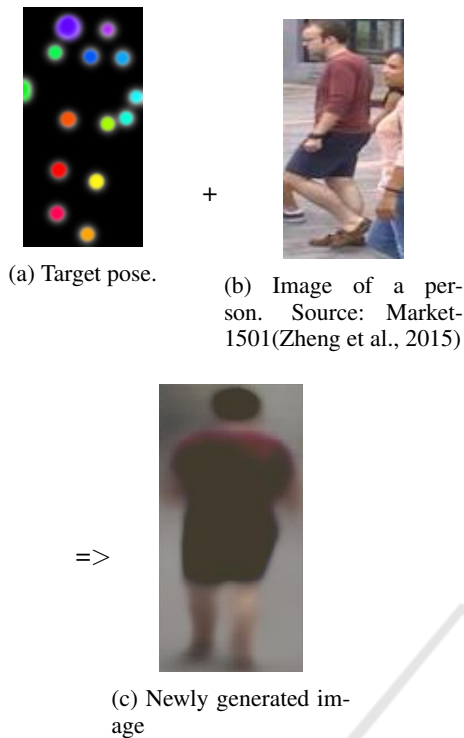 +
(a) Target pose.
(b) Image of a per-
son. Source: Market-
1501(Zheng et al., 2015)
=>
(c) Newly generated im-
age